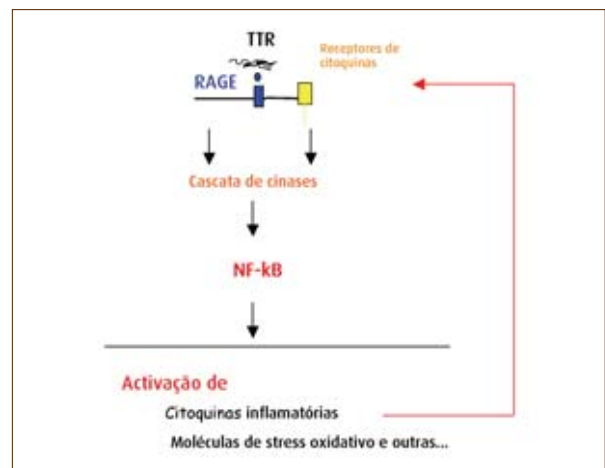 TTR
Receptores de
citoquinas
RAGE
Cascata de cinases
NF-kB
Activação de
Citoquinas inflamatórias
Moléculas de stress oxidativo e outras...